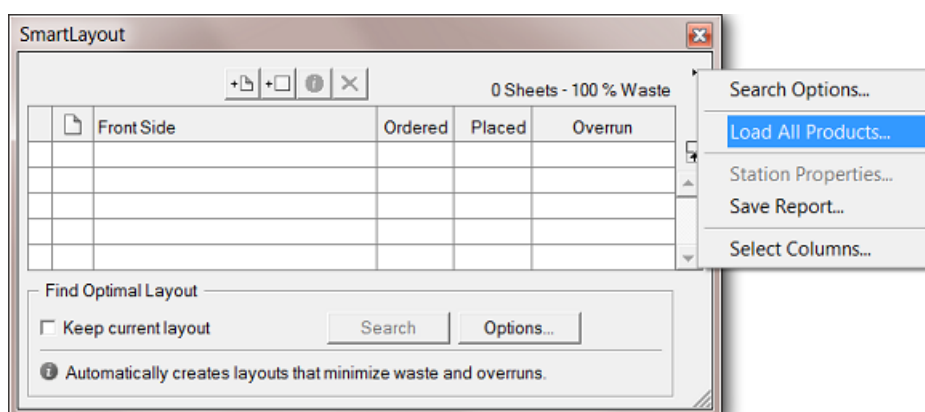 SmartLayout
0 Sheets - 100 % Waste
Front Side Ordered Placed Overrun
Find Optimal Layout
Keep current layout Search Options...
Automatically creates layouts that minimize waste and overruns.
Search Options...
Load All Products...
Station Properties...
Save Report...
Select Columns...